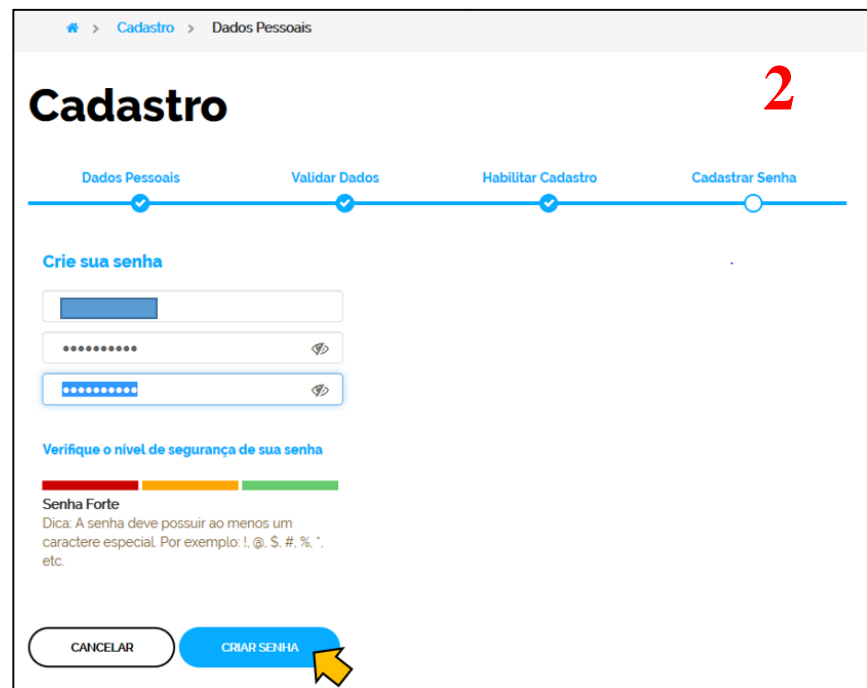 > Cadastro > Dados Pessoais
2
Cadastro
Dados Pessoais Validar Dados Habilitar Cadastro Cadastrar Senha
Crie sua senha
••••••••••
••••••••••
Verifique o nível de segurança de sua senha
Senha Forte
Dica: A senha deve possuir ao menos um
caractere especial. Por exemplo: !, @, $, #, %, *,
etc.
CANCELAR CRIAR SENHA